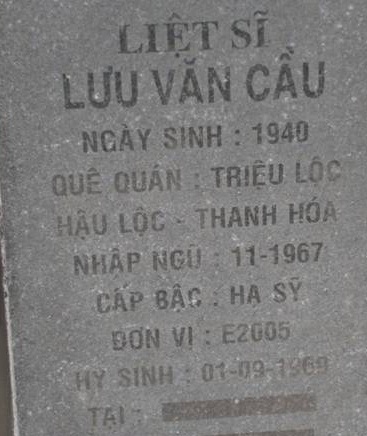 LIỆT SĨ
LƯU VĂN CẦU
NGÀY SINH : 1940
QUÊ QUÁN : TRIỆU LỘC
HẬU LỘC - THANH HÓA
NHẬP NGŨ : 11-1967
CẤP BẬC : HẠ SỸ
ĐƠN VỊ : E2005
HY SINH : 01-09-1969
TẠI :